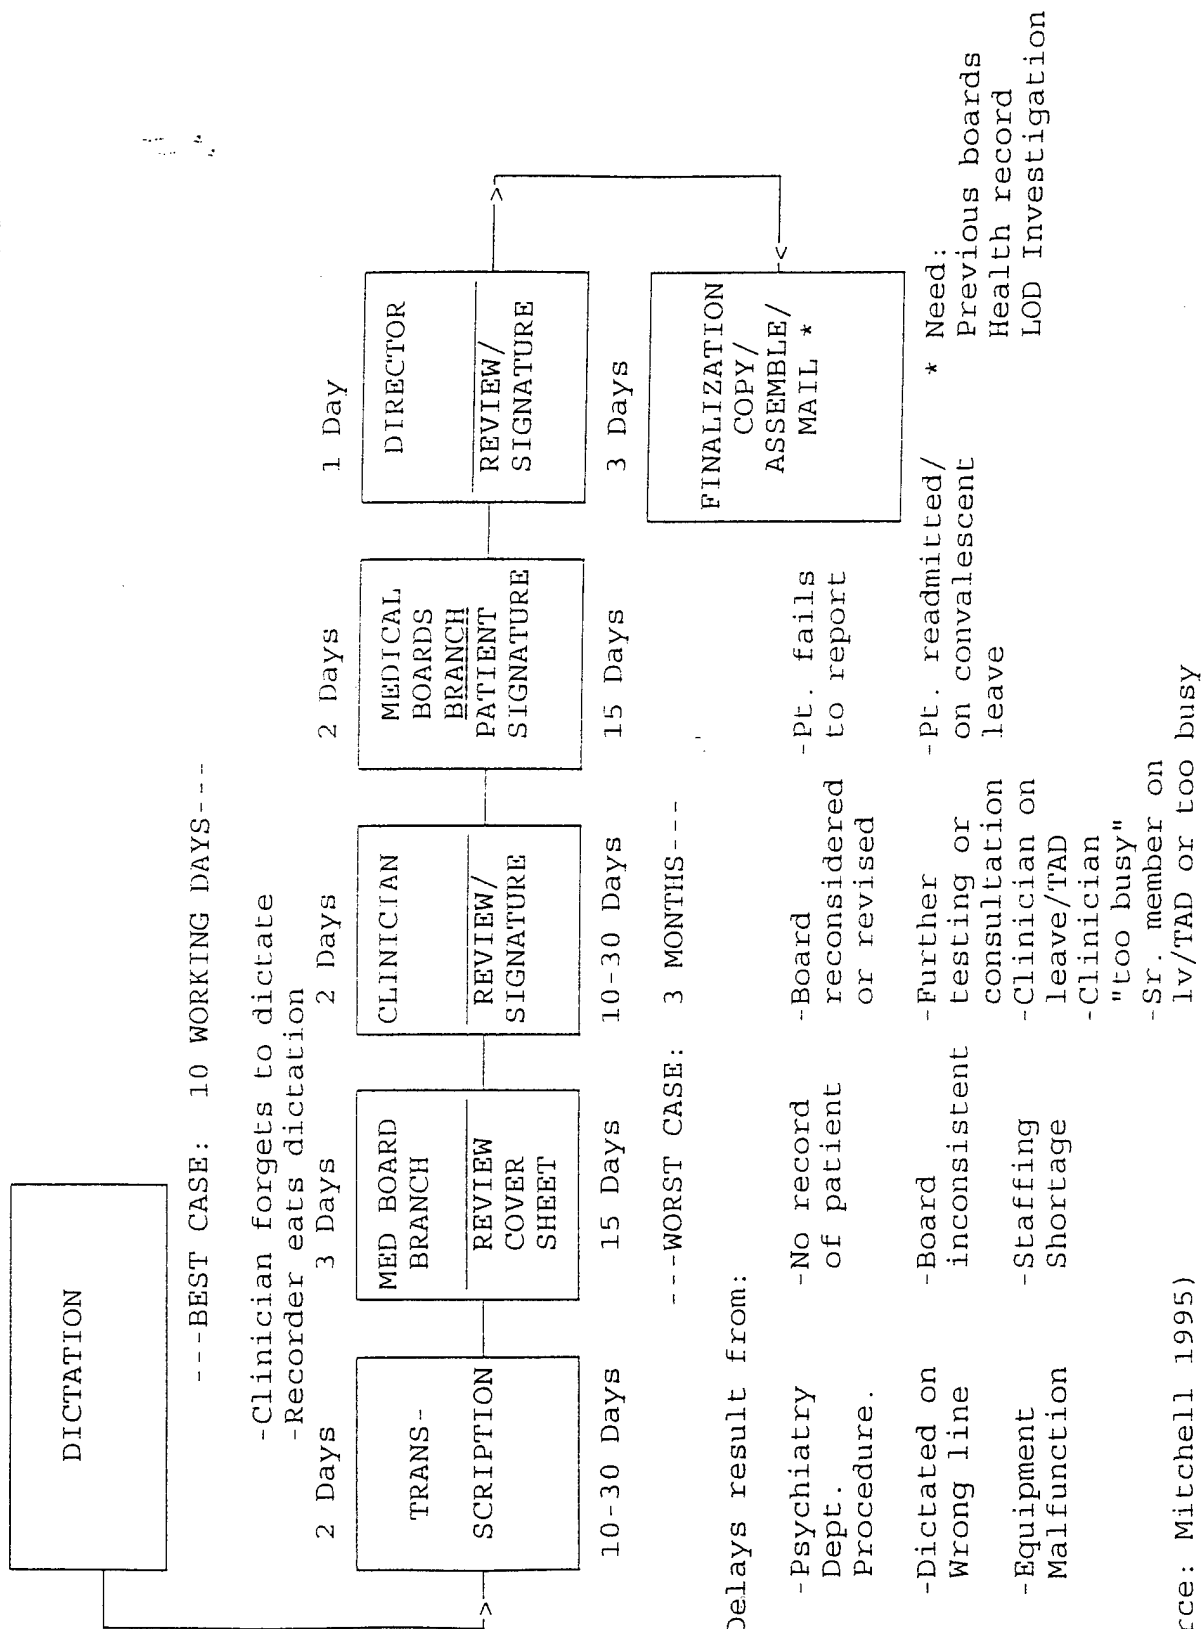 DICTATION
---BEST CASE: 10 WORKING DAYS---
-Clinician forgets to dictate
-Recorder eats dictation
2 Days
3 Days
2 Days
2 Days
1 Day
TRANS-
SCRIPTION
MED BOARD
BRANCH
REVIEW
COVER
SHEET
CLINICIAN
REVIEW/
SIGNATURE
MEDICAL
BOARDS
BRANCH
PATIENT
SIGNATURE
DIRECTOR
REVIEW/
SIGNATURE
10-30 Days
15 Days
10-30 Days
15 Days
3 Days
---WORST CASE: 3 MONTHS---
FINALIZATION
COPY/
ASSEMBLE/
MAIL *
Delays result from:
-Psychiatry
Dept.
Procedure.
-Dictated on
Wrong line
-Equipment
Malfunction
-No record
of patient
-Board
inconsistent
-Staffing
Shortage
-Board
reconsidered
or revised
-Further
testing or
consultation
-Clinician on
leave/TAD
-Clinician
"too busy"
-Sr. member on
lv/TAD or too busy
-Pt. fails
to report
-Pt. readmitted/
on convalescent
leave
* Need:
Previous boards
Health record
LOD Investigation
rce: Mitchell 1995)